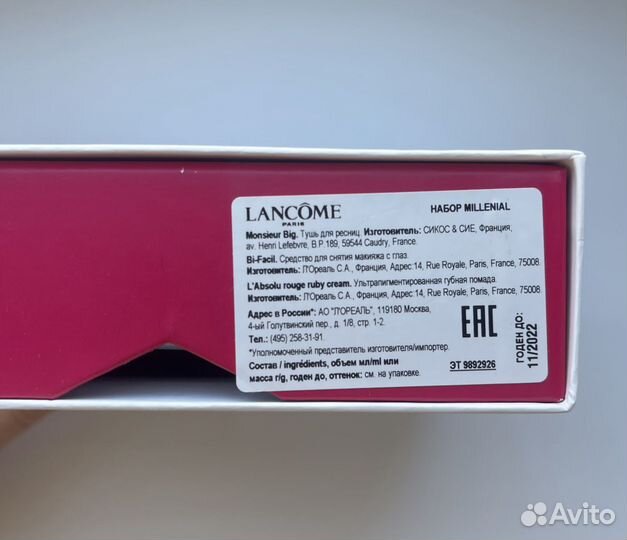 LANCÔME
PARIS
НАБОР MILLENIAL
Monsieur Big. Тушь для ресниц. Изготовитель: СИКОС & СИЕ, Франция,
av. Henri Lefebvre, B.P 189, 59544 Caudry, France.
Bi-Facil. Средство для снятия макияжа с глаз.
Изготовитель: Л'Ореаль С.А., Франция, Адрес:14, Rue Royale, Paris, France, 75008.
L'Absolu rouge ruby cream. Ультрапигментированная губная помада.
Изготовитель: Л'Ореаль С.А., Франция, Адрес:14, Rue Royale, Paris, France, 75008.
Адрес в России*: АО "Л'ОРЕАЛЬ", 119180 Москва,
4-ый Голутвинский пер., д. 1/8, стр. 1-2.
Тел.: (495) 258-31-91.
*Уполномоченный представитель изготовителя/импортер.
Состав / ingrédients, объем мл/ml или
масса г/g, годен до, оттенок: см. на упаковке.
EAC
ЭТ 9892926
ГОДЕН ДО:
11/2022
Avito